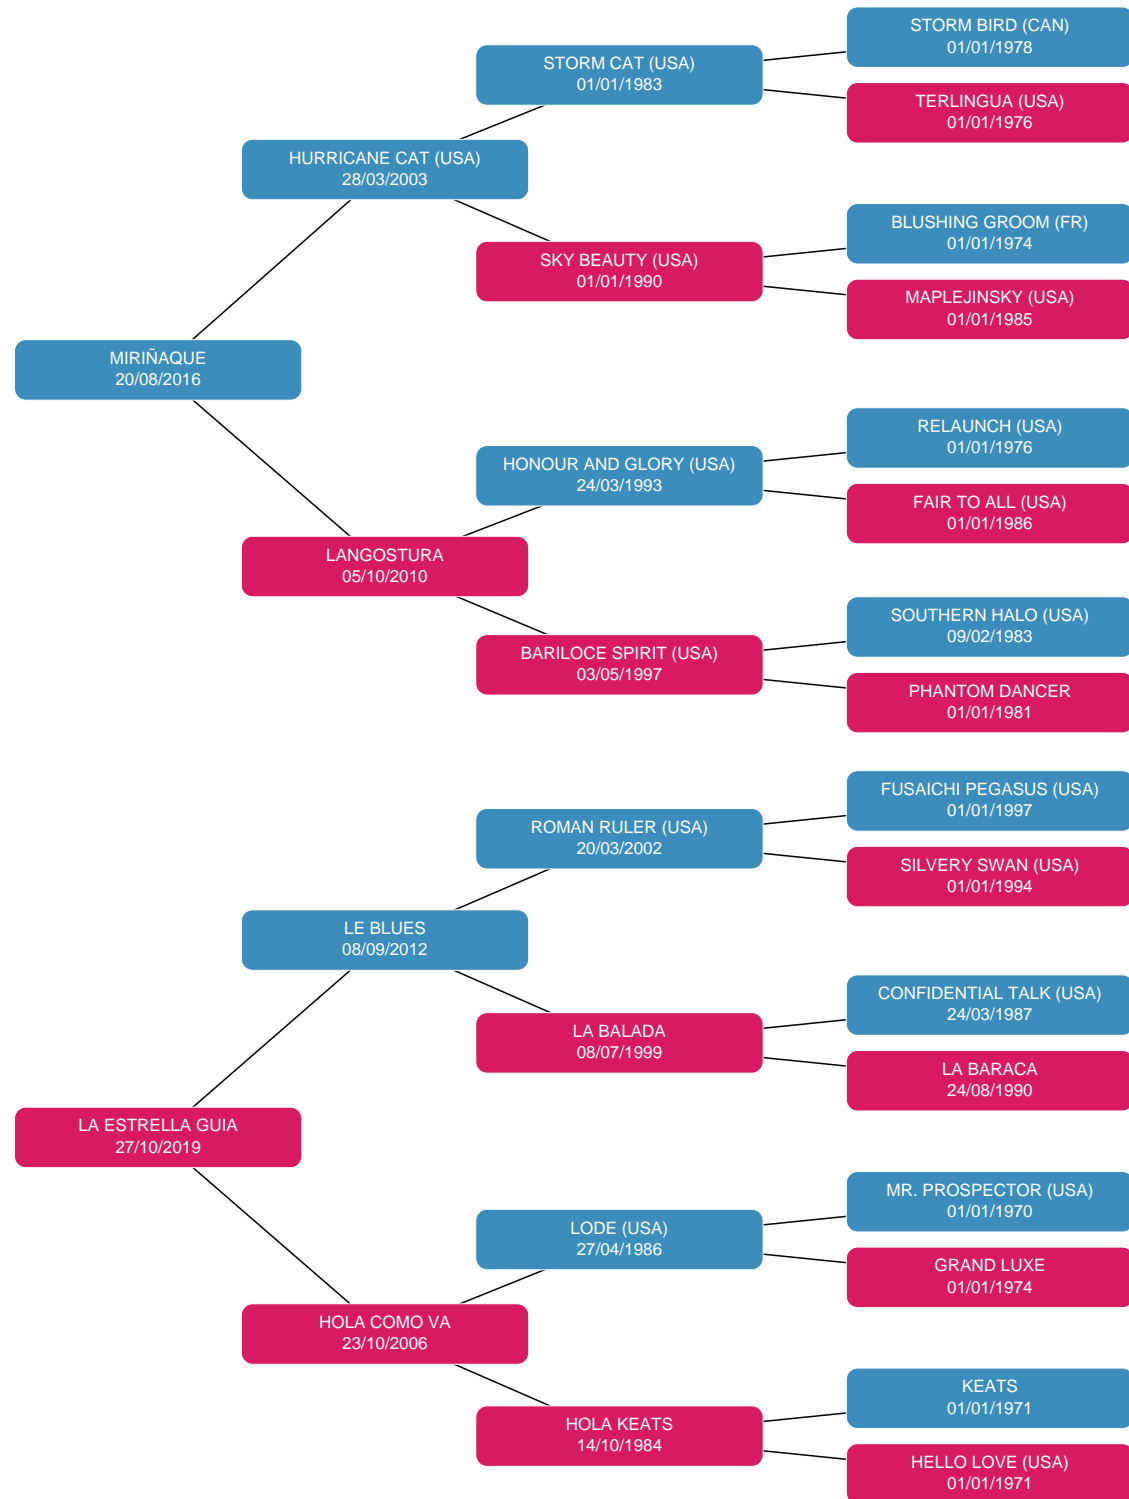 STORM BIRD (CAN)
01/01/1978
STORM CAT (USA)
01/01/1983
TERLINGUA (USA)
01/01/1976
HURRICANE CAT (USA)
28/03/2003
BLUSHING GROOM (FR)
01/01/1974
SKY BEAUTY (USA)
01/01/1990
MAPLEJINSKY (USA)
01/01/1985
MIRIÑAQUE
20/08/2016
RELAUNCH (USA)
01/01/1976
HONOUR AND GLORY (USA)
24/03/1993
FAIR TO ALL (USA)
01/01/1986
LANGOSTURA
05/10/2010
SOUTHERN HALO (USA)
09/02/1983
BARILOCE SPIRIT (USA)
03/05/1997
PHANTOM DANCER
01/01/1981
FUSAICHI PEGASUS (USA)
01/01/1997
ROMAN RULER (USA)
20/03/2002
SILVERY SWAN (USA)
01/01/1994
LE BLUES
08/09/2012
CONFIDENTIAL TALK (USA)
24/03/1987
LA BALADA
08/07/1999
LA BARACA
24/08/1990
LA ESTRELLA GUIA
27/10/2019
MR. PROSPECTOR (USA)
01/01/1970
LODE (USA)
27/04/1986
GRAND LUXE
01/01/1974
HOLA COMO VA
23/10/2006
KEATS
01/01/1971
HOLA KEATS
14/10/1984
HELLO LOVE (USA)
01/01/1971